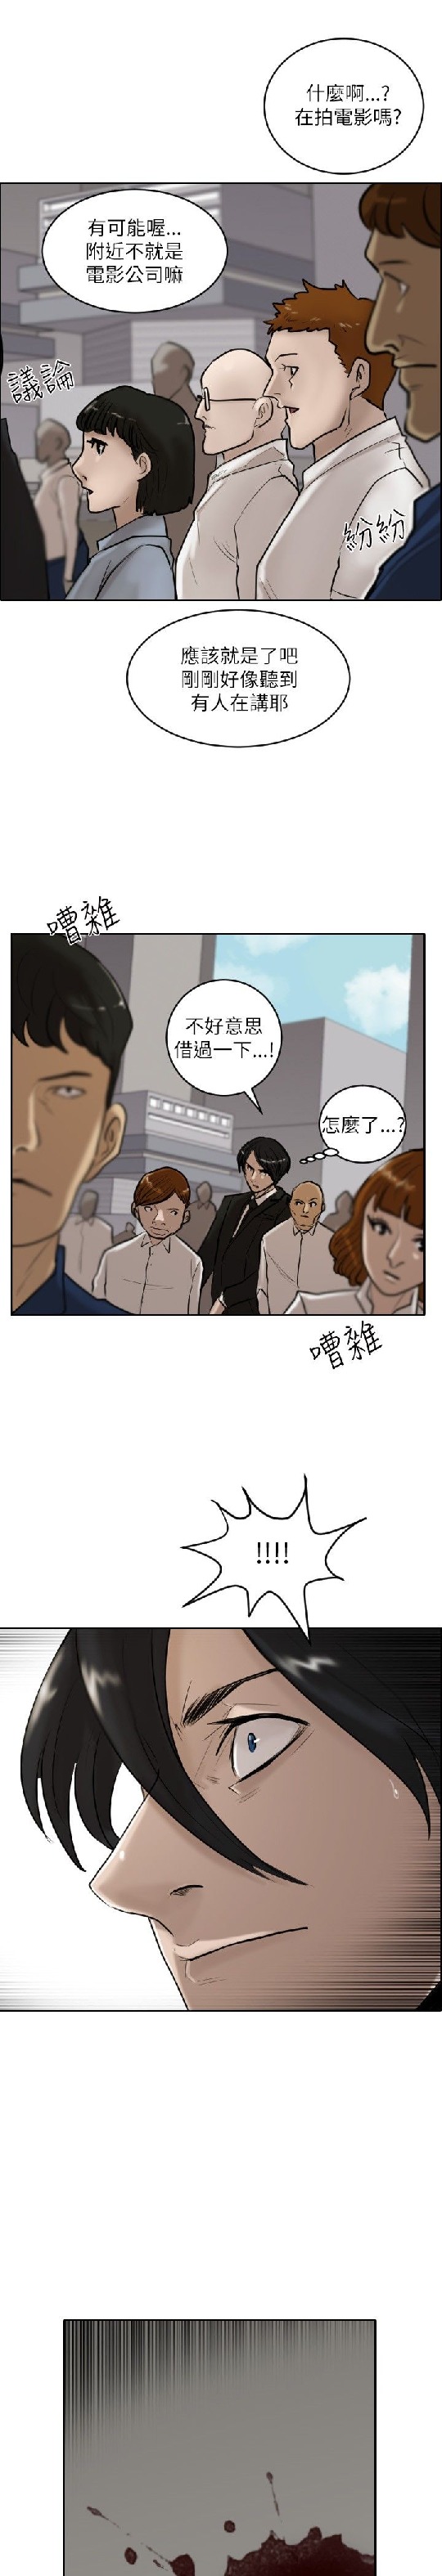 什麼啊...?
在拍電影嗎?
有可能喔...
附近不就是
電影公司嘛
議論
紛紛
應該就是了吧
剛剛好像聽到
有人在講耶
嘈雜
不好意思
借過一下...!
怎麼了...?
嘈雜
!!!!